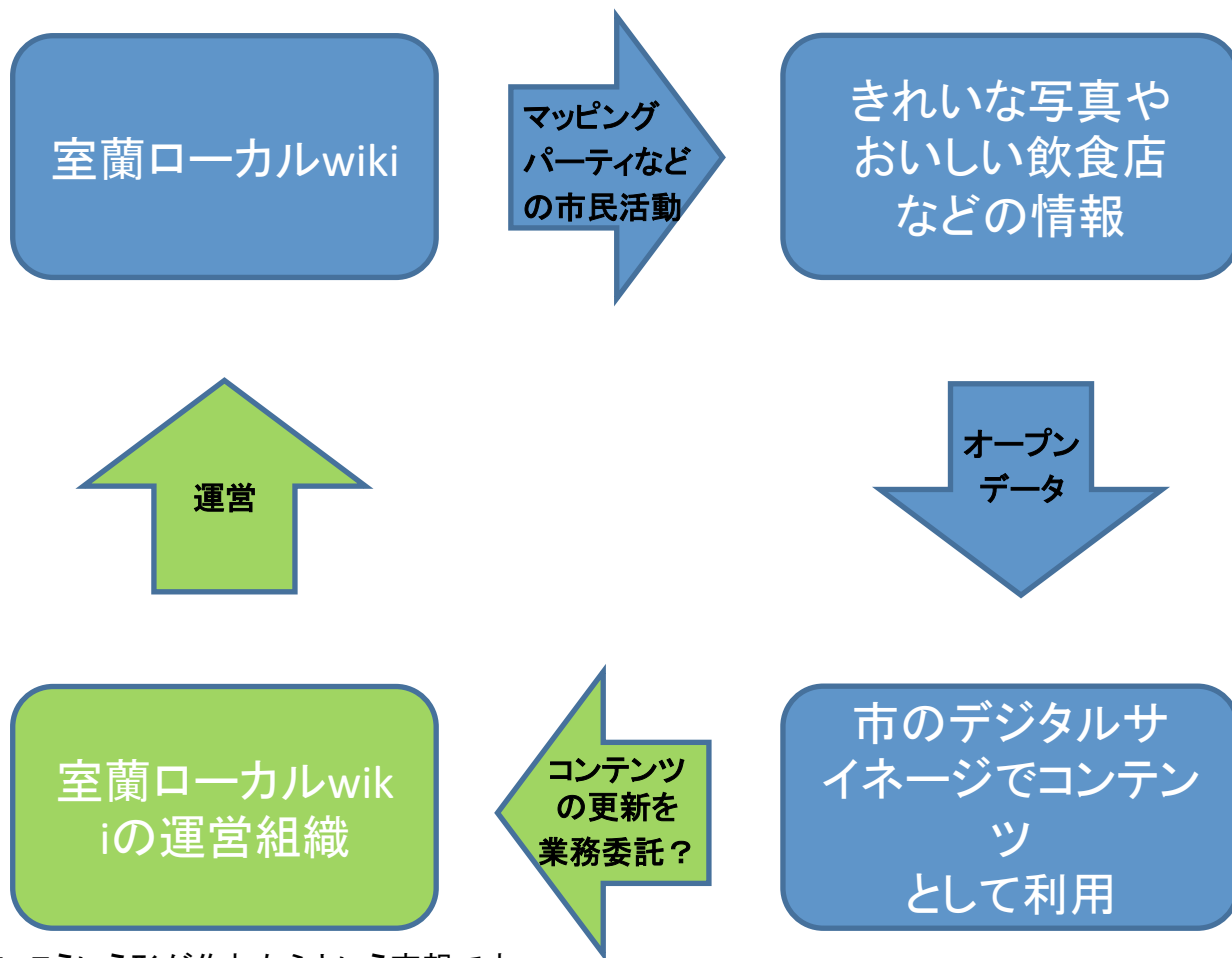 室蘭ローカルwiki
マッピング
パーティなど
の市民活動
きれいな写真や
おいしい飲食店
などの情報
オープン
データ
市のデジタルサ
イネージでコンテン
ツ
として利用
コンテンツ
の更新を
業務委託？
室蘭ローカルwik
iの運営組織
運営